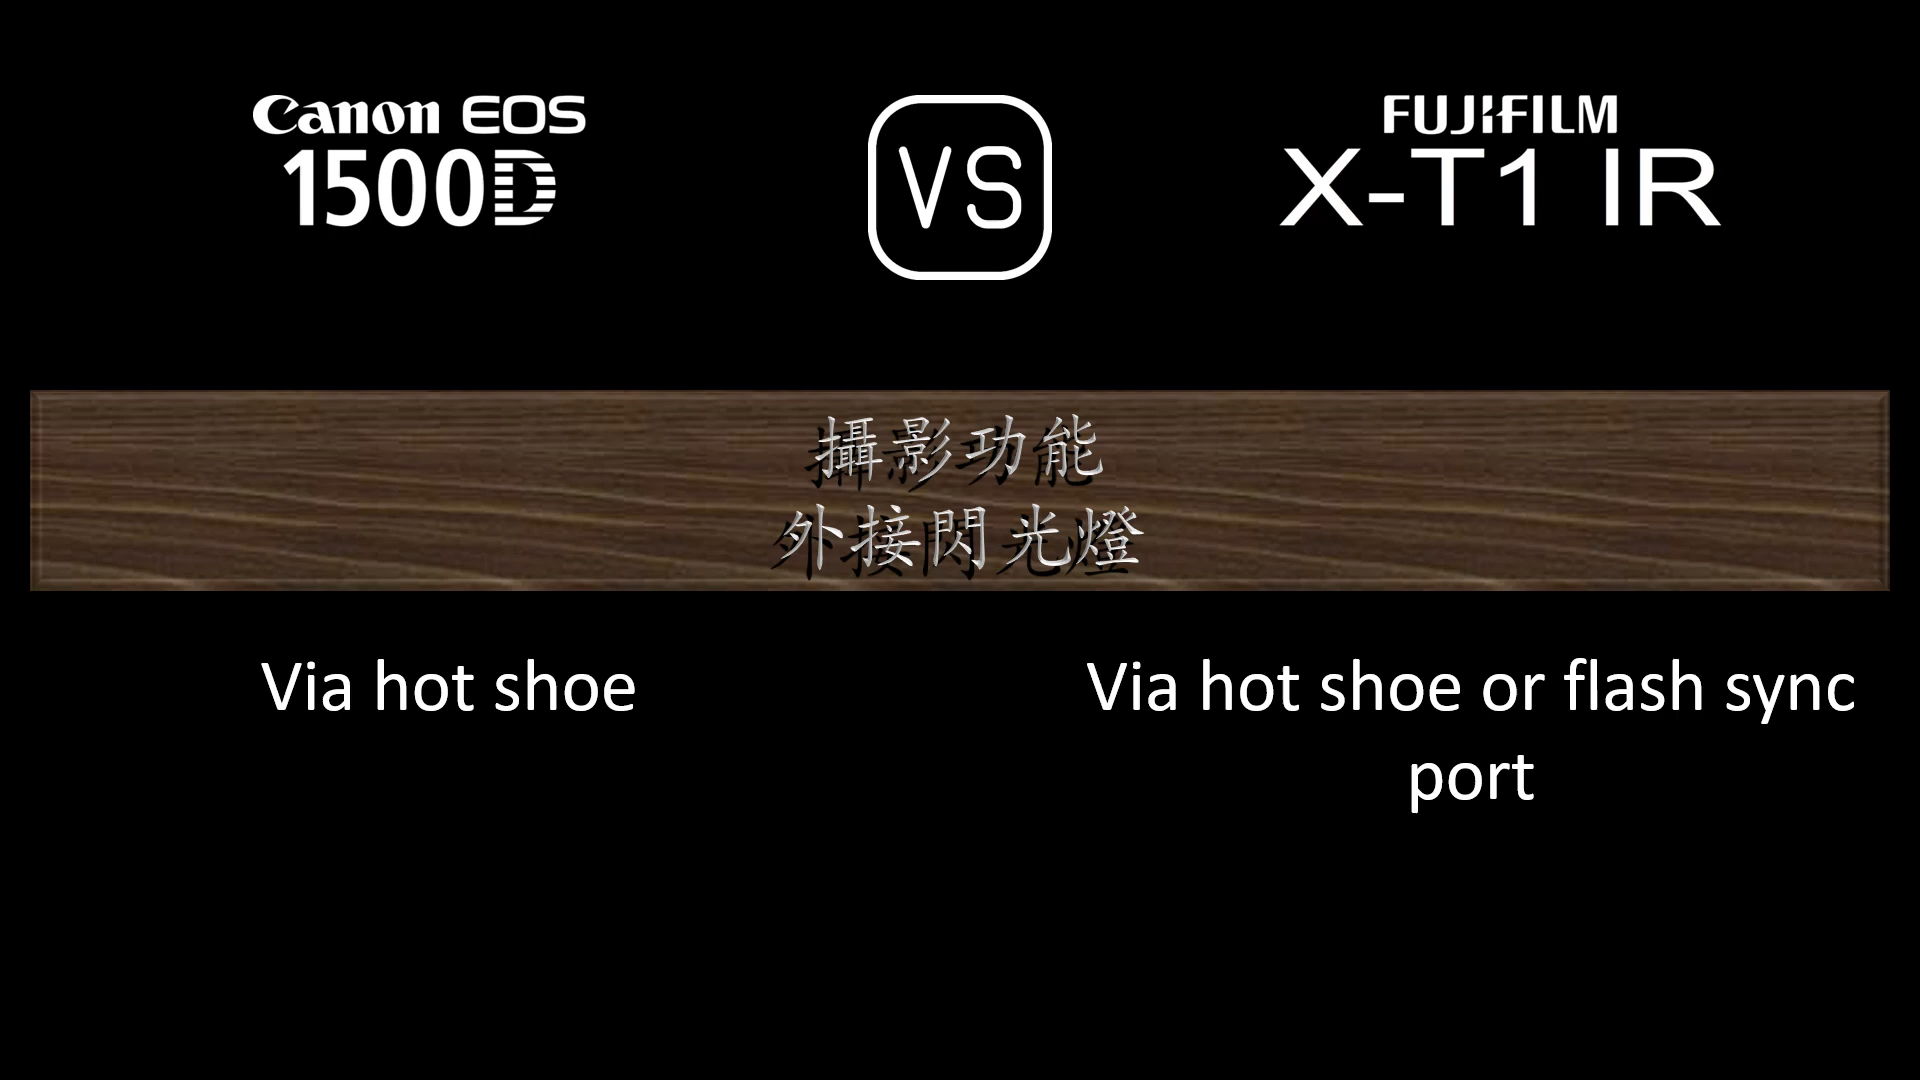 Canon EOS
1500D
VS
FUJIFILM
X-T1 IR
攝影功能
外接閃光燈
Via hot shoe
Via hot shoe or flash sync
port